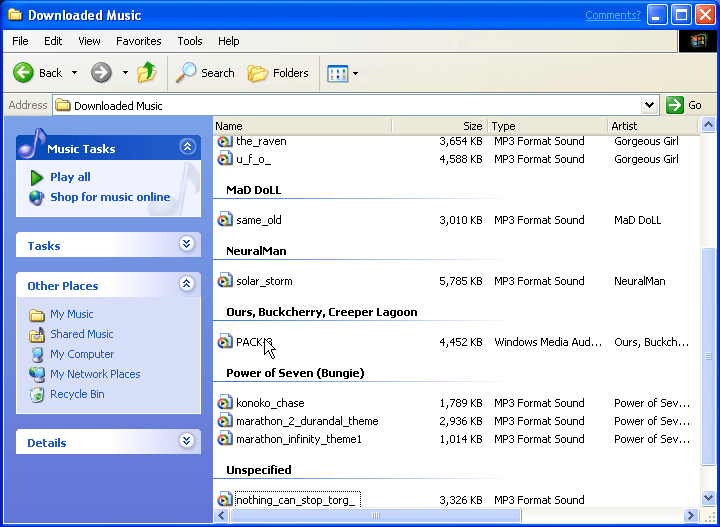 Downloaded Music
Comments?
File Edit View Favorites Tools Help
Back Search Folders
Address Downloaded Music Go
Music Tasks
Play all
Shop for music online
Tasks
Other Places
My Music
Shared Music
My Computer
My Network Places
Recycle Bin
Details
Name Size Type Artist
the_raven 3,654 KB MP3 Format Sound Gorgeous Girl
u_f_o_ 4,588 KB MP3 Format Sound Gorgeous Girl
MaD DoLL
same_old 3,010 KB MP3 Format Sound MaD DoLL
NeuralMan
solar_storm 5,785 KB MP3 Format Sound NeuralMan
Ours, Buckcherry, Creeper Lagoon
4,452 KB Windows Media Aud... Ours, Buckch...
Power of Seven (Bungie)
konoko_chase 1,789 KB MP3 Format Sound Power of Sev...
marathon_2_durandal_theme 2,936 KB MP3 Format Sound Power of Sev...
marathon_infinity_theme1 1,014 KB MP3 Format Sound Power of Sev...
Unspecified
nothing_can_stop_torg_ 3,326 KB MP3 Format Sound